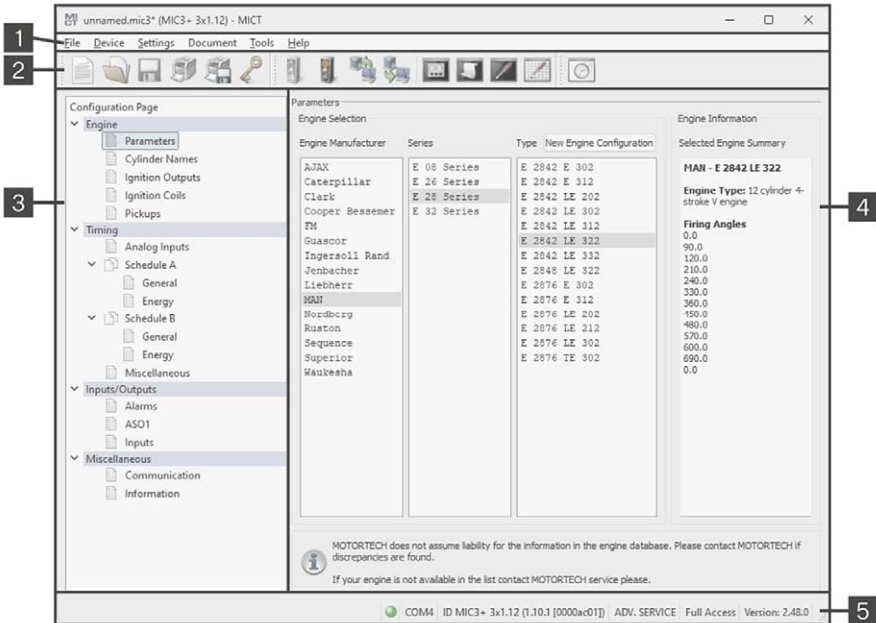 MICT unnamed.mic3* (MIC3+ 3x1.12) - MICT
1
File Device Settings Document Tools Help
2
3
Configuration Page
Engine
Parameters
Cylinder Names
Ignition Outputs
Ignition Coils
Pickups
Timing
Analog Inputs
Schedule A
General
Energy
Schedule B
General
Energy
Miscellaneous
Inputs/Outputs
Alarms
ASO1
Inputs
Miscellaneous
Communication
Information
Parameters
Engine Selection
Engine Manufacturer
AJAX
Caterpillar
Clark
Cooper Bessemer
FM
Guascor
Ingersoll Rand
Jenbacher
Liebherr
MAN
Nordberg
Ruston
Sequence
Superior
Waukesha
Series
E 08 Series
E 26 Series
E 28 Series
E 32 Series
Type New Engine Configuration
E 2842 E 302
E 2842 E 312
E 2842 LE 202
E 2842 LE 302
E 2842 LE 312
E 2842 LE 322
E 2842 LE 332
E 2848 LE 322
E 2876 E 302
E 2876 E 312
E 2876 LE 202
E 2876 LE 212
E 2876 LE 302
E 2876 TE 302
Engine Information
Selected Engine Summary
MAN - E 2842 LE 322
Engine Type: 12 cylinder 4-
stroke V engine
Firing Angles
0.0
90.0
120.0
210.0
240.0
330.0
360.0
450.0
480.0
570.0
600.0
690.0
0.0
4
MOTORTECH does not assume liability for the information in the engine database. Please contact MOTORTECH if
discrepancies are found.
If your engine is not available in the list contact MOTORTECH service please.
COM4 ID MIC3+ 3x1.12 (1.10.1 [0000ac01]) ADV. SERVICE Full Access Version: 2.48.0
5